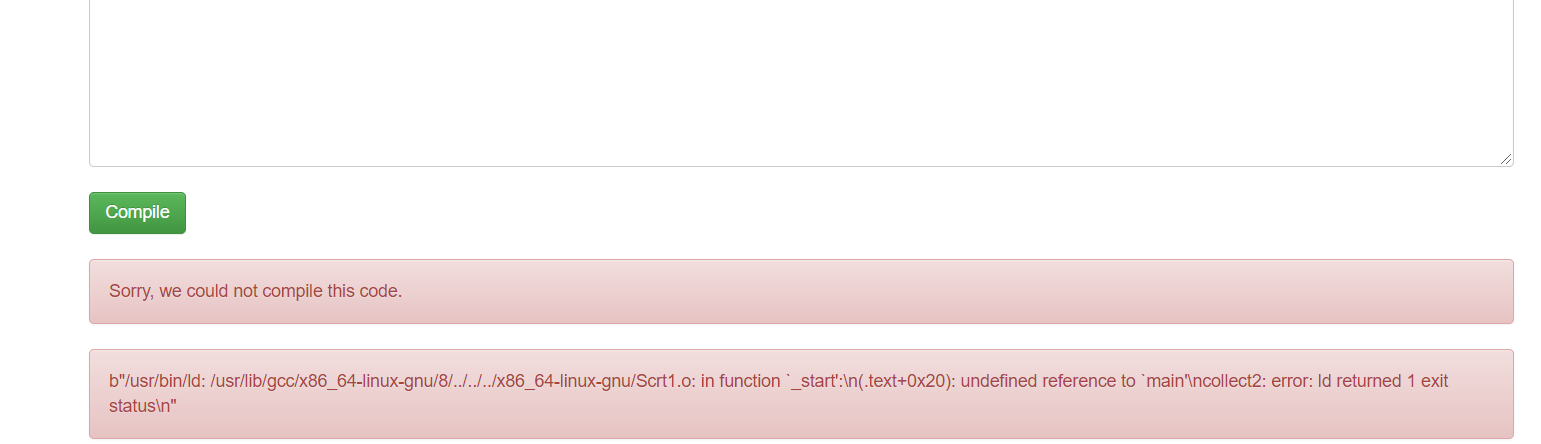 Compile
Sorry, we could not compile this code.
b"/usr/bin/ld: /usr/lib/gcc/x86_64-linux-gnu/8/../../../x86_64-linux-gnu/Scrt1.o: in function `_start':\n(.text+0x20): undefined reference to `main'\ncollect2: error: ld returned 1 exit
status\n"